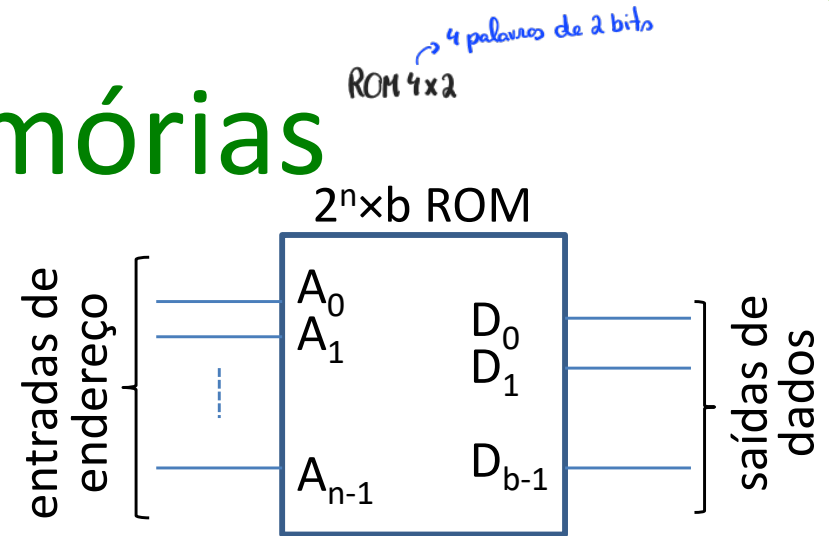 4 palavras de 2 bits
ROM 4x2
mórias
2ⁿ×b ROM
entradas de
endereço
A₀
A₁
Aₙ₋₁
D₀
D₁
D_b-1
saídas de
dados